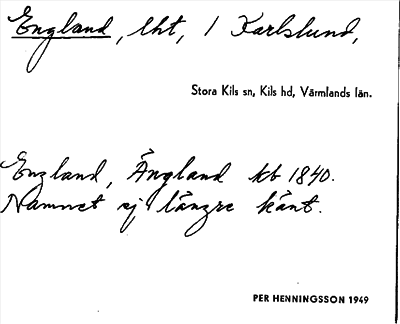 England, lht, / Karlslund,
Stora Kils sn, Kils hd, Värmlands län.
England, Ängland kb 1840.
Namnet ej längre känt.
PER HENNINGSSON 1949